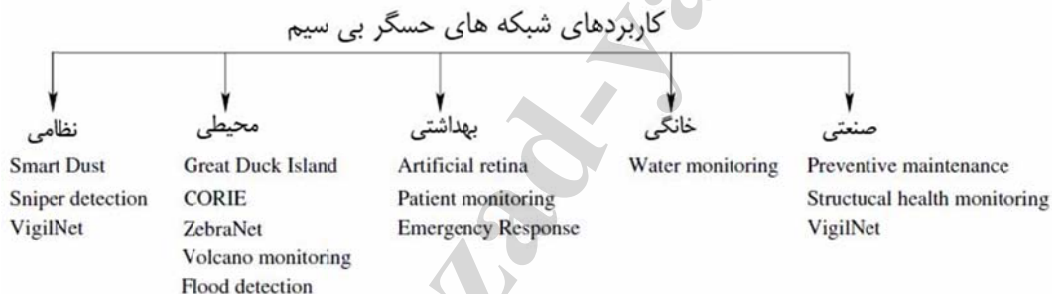 کاربردهای شبکه های حسگر بی سیم
نظامی
Smart Dust
Sniper detection
VigilNet
محیطی
Great Duck Island
CORIE
ZebraNet
Volcano monitoring
Flood detection
بهداشتی
Artificial retina
Patient monitoring
Emergency Response
خانگی
Water monitoring
صنعتی
Preventive maintenance
Structucal health monitoring
VigilNet